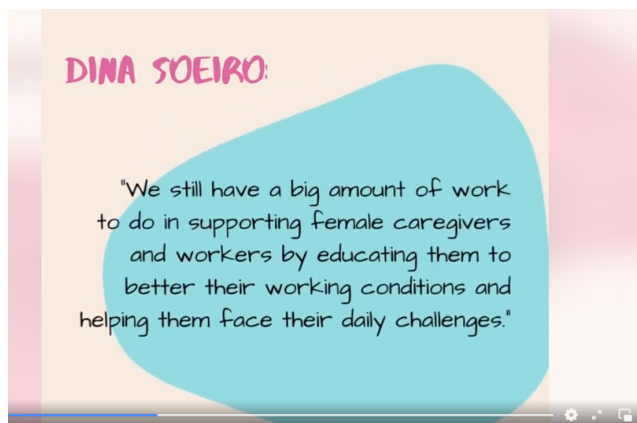 DINA SOEIRO:
"We still have a big amount of work
to do in supporting female caregivers
and workers by educating them to
better their working conditions and
helping them face their daily challenges."